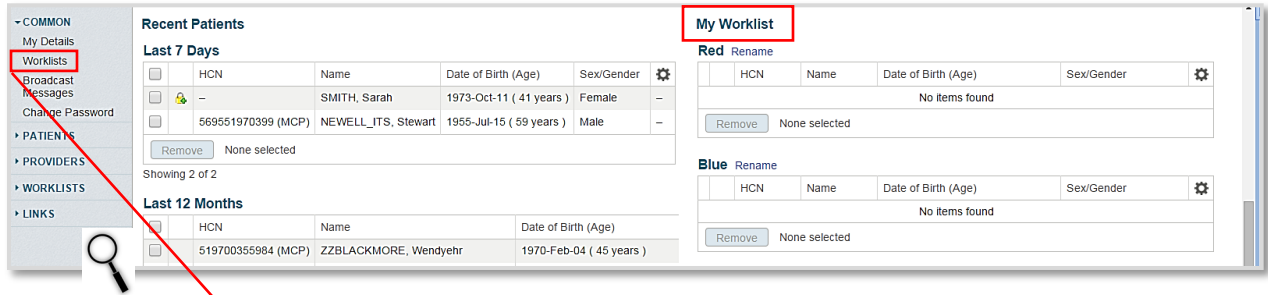 COMMON
My Details
Worklists
Broadcast
Messages
Change Password
PATIENTS
PROVIDERS
WORKLISTS
LINKS
Recent Patients
Last 7 Days
HCN Name Date of Birth (Age) Sex/Gender
– SMITH, Sarah 1973-Oct-11 ( 41 years ) Female –
569551970399 (MCP) NEWELL_ITS, Stewart 1955-Jul-15 ( 59 years ) Male –
Remove None selected
Showing 2 of 2
Last 12 Months
HCN Name Date of Birth (Age)
519700355984 (MCP) ZZBLACKMORE, Wendyehr 1970-Feb-04 ( 45 years )
My Worklist
Red Rename
HCN Name Date of Birth (Age) Sex/Gender
No items found
Remove None selected
Blue Rename
HCN Name Date of Birth (Age) Sex/Gender
No items found
Remove None selected